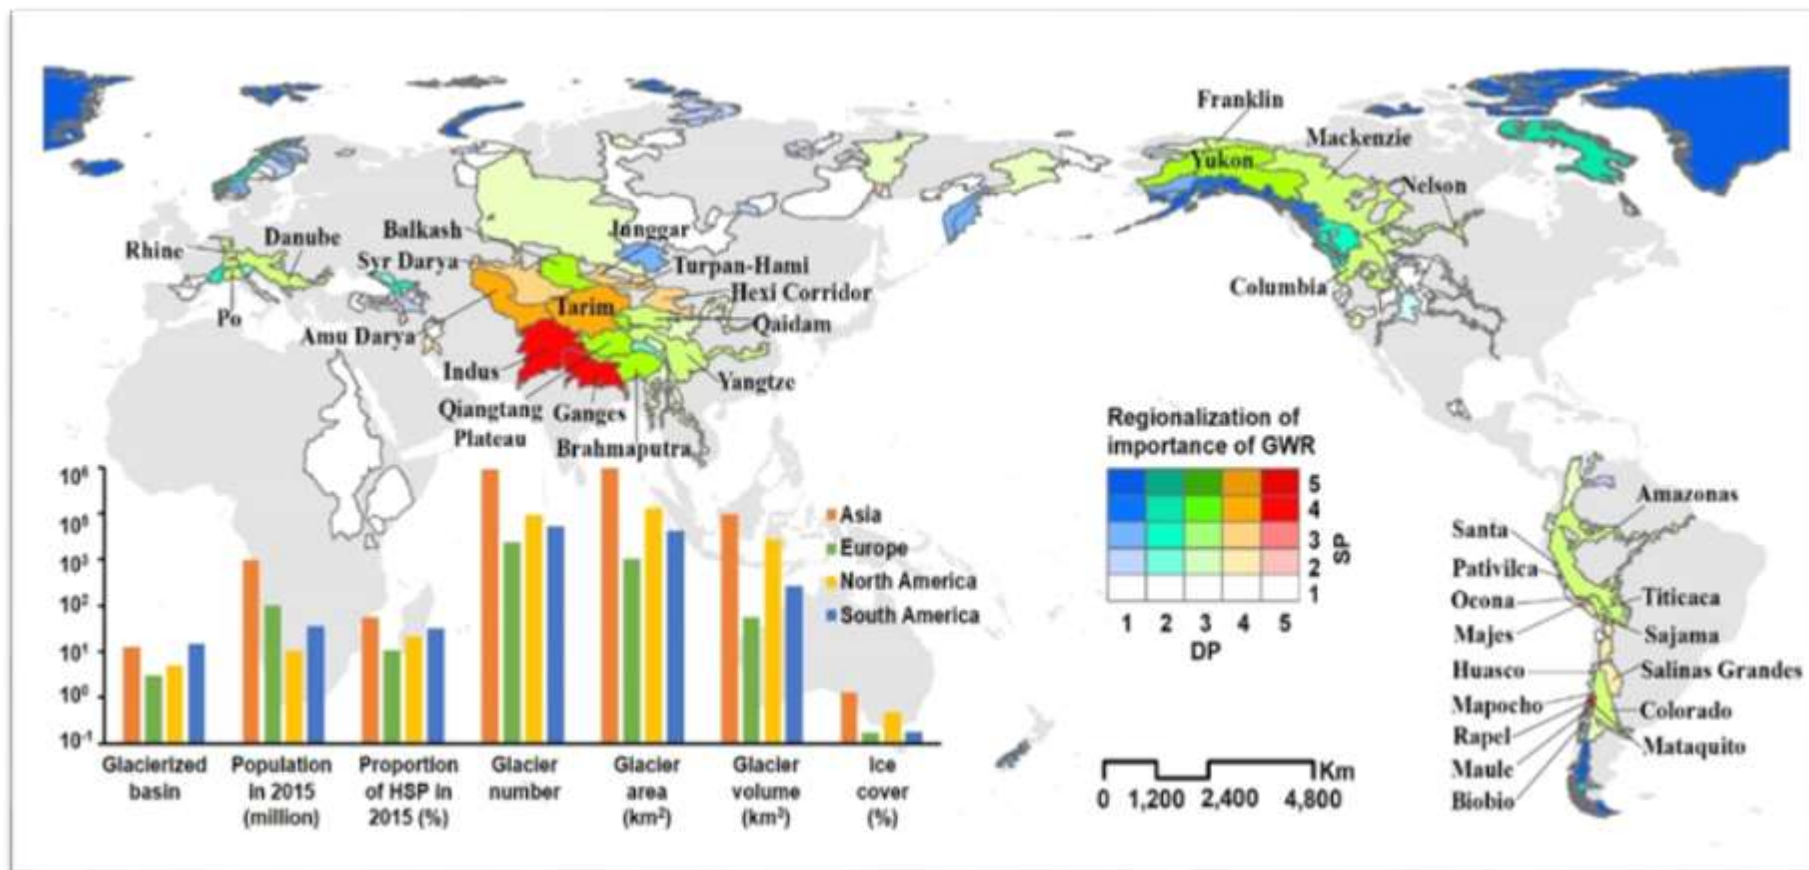 Franklin
Mackenzie
Yukon
Nelson
Columbia
Balkash
Junggar
Rhine
Danube
Syr Darya
Turpan-Hami
Hexi Corridor
Tarim
Po
Amu Darya
Qaidam
Indus
Yangtze
Qiangtang
Plateau
Ganges
Brahmaputra
Regionalization of
importance of GWR
5
4
3
2
1
SP
1 2 3 4 5
DP
Amazonas
Santa
Pativilca
Ocona
Titicaca
Majes
Sajama
Huasco
Salinas Grandes
Mapocho
Colorado
Rapel
Mataquito
Maule
Biobio
10³
10²
10¹
10⁰
10⁻¹
Asia
Europe
North America
South America
Glacierized
basin
Population
in 2015
(million)
Proportion
of HSP in
2015 (%)
Glacier
number
Glacier
area
(km²)
Glacier
volume
(km³)
Ice
cover
(%)
Km
0 1,200 2,400 4,800